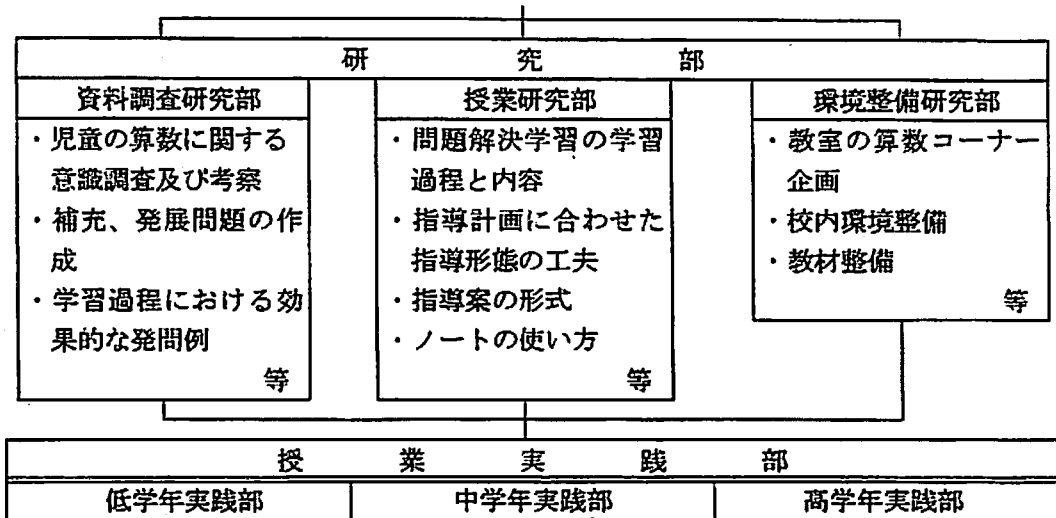 研究部
資料調査研究部
・児童の算数に関する
意識調査及び考察
・補充、発展問題の作
成
・学習過程における効
果的な発問例
等
授業研究部
・問題解決学習の学習
過程と内容
・指導計画に合わせた
指導形態の工夫
・指導案の形式
・ノートの使い方
等
環境整備研究部
・教室の算数コーナー
企画
・校内環境整備
・教材整備
等
授業実践部
低学年実践部
中学年実践部
高学年実践部